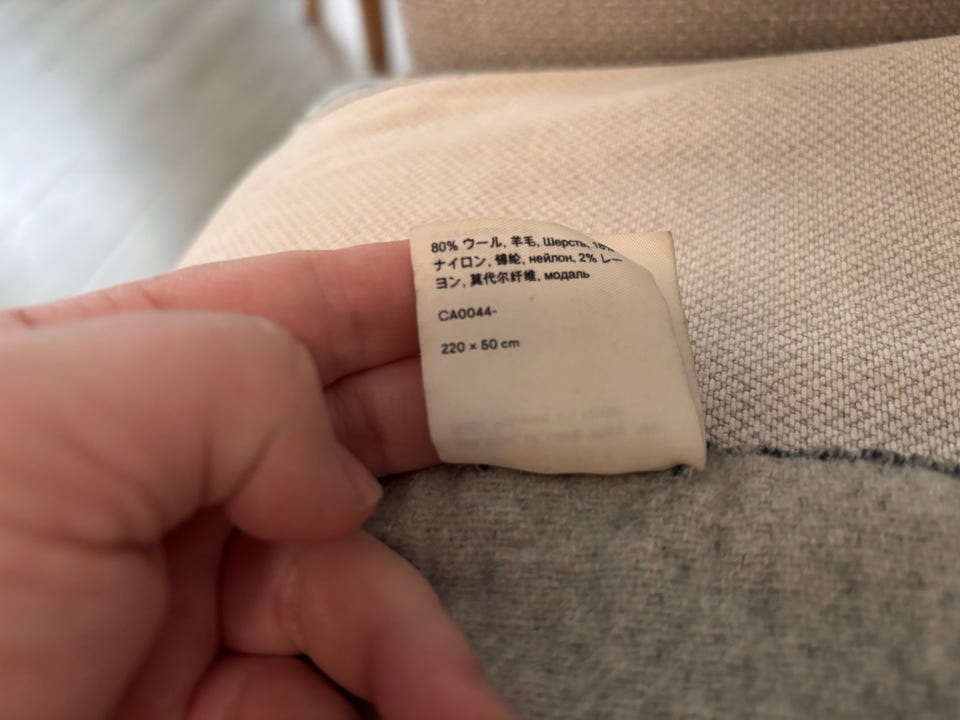 80% ウール, 羊毛, Шерсть, 18%
ナイロン, 锦纶, нейлон, 2% レー
ヨン, 莫代尔纤维, модаль
CA0044-
220 × 50 cm